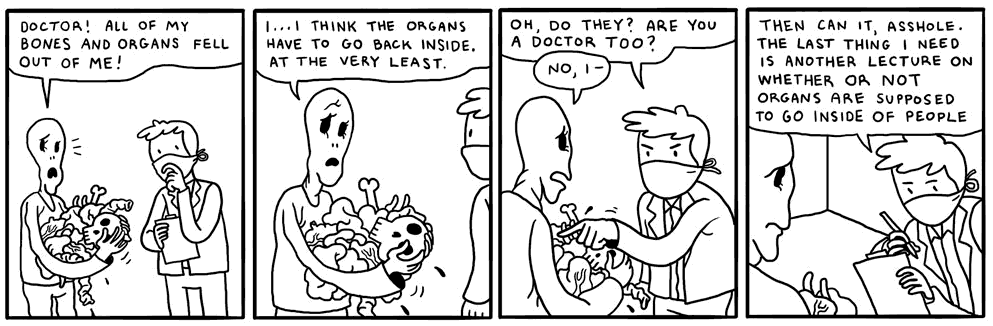 DOCTOR! ALL OF MY
BONES AND ORGANS FELL
OUT OF ME!
I...I THINK THE ORGANS
HAVE TO GO BACK INSIDE,
AT THE VERY LEAST.
OH, DO THEY? ARE YOU
A DOCTOR TOO?
NO, I-
THEN CAN IT, ASSHOLE.
THE LAST THING I NEED
IS ANOTHER LECTURE ON
WHETHER OR NOT
ORGANS ARE SUPPOSED
TO GO INSIDE OF PEOPLE